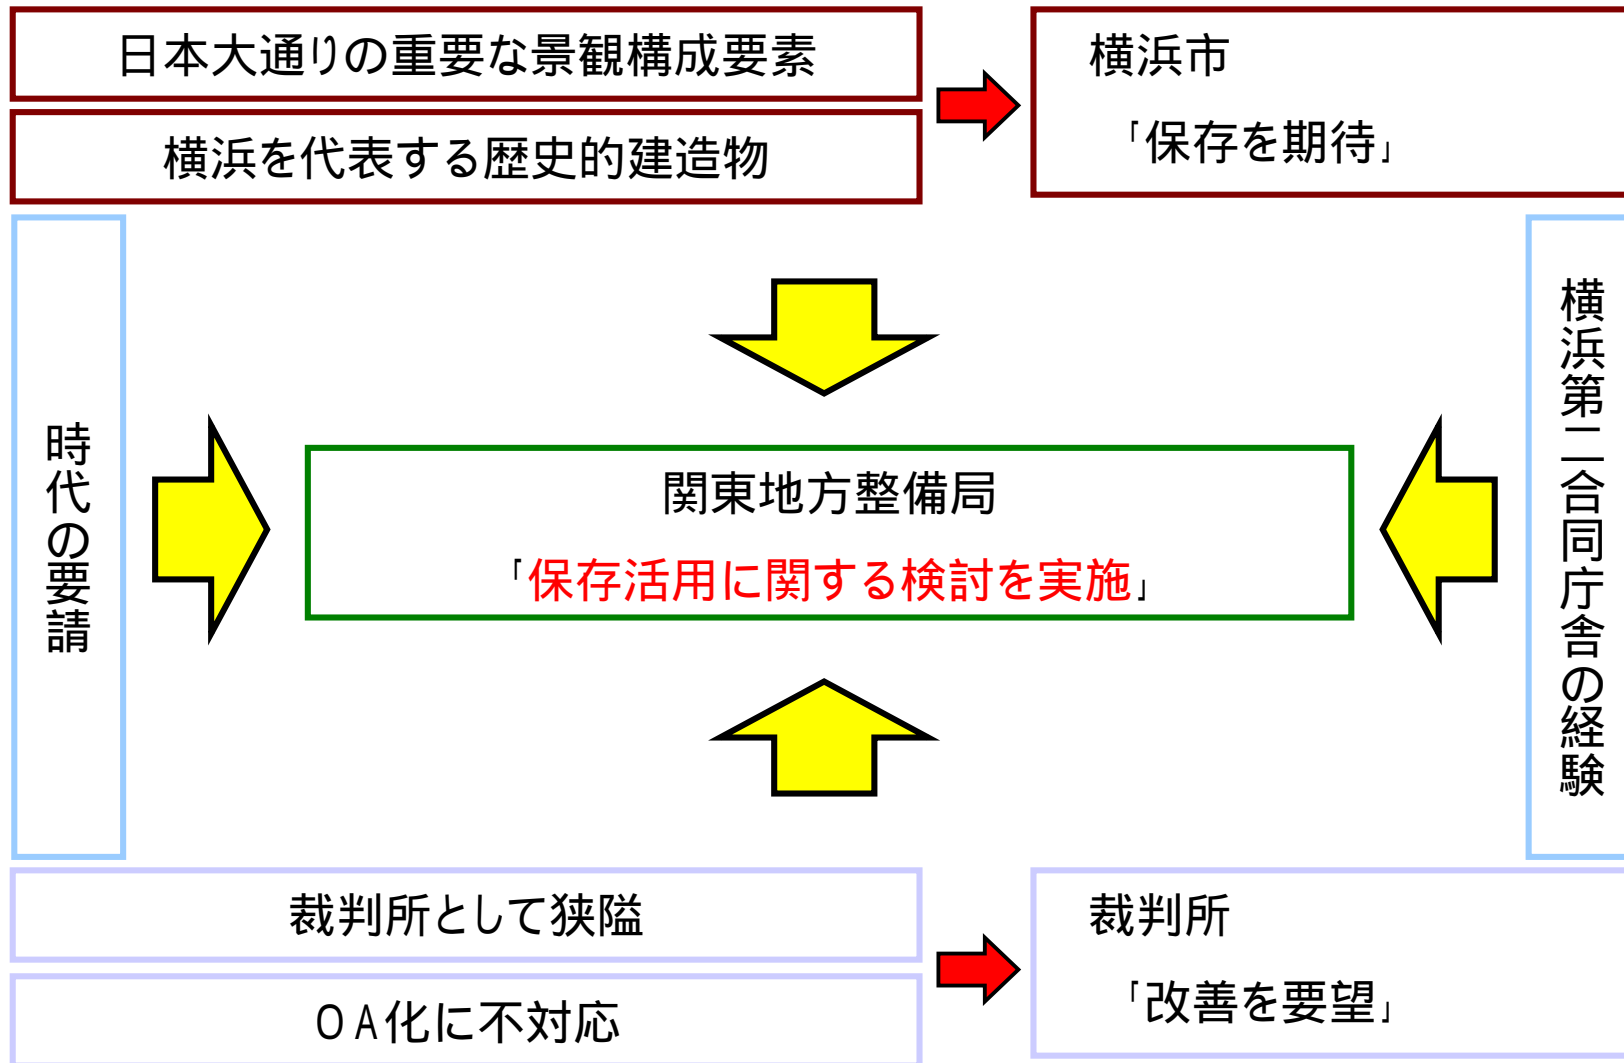 日本大通りの重要な景観構成要素
横浜を代表する歴史的建造物
横浜市
「保存を期待」
時代の要請
関東地方整備局
「保存活用に関する検討を実施」
横浜第二合同庁舎の経験
裁判所として狭隘
ＯＡ化に不対応
裁判所
「改善を要望」